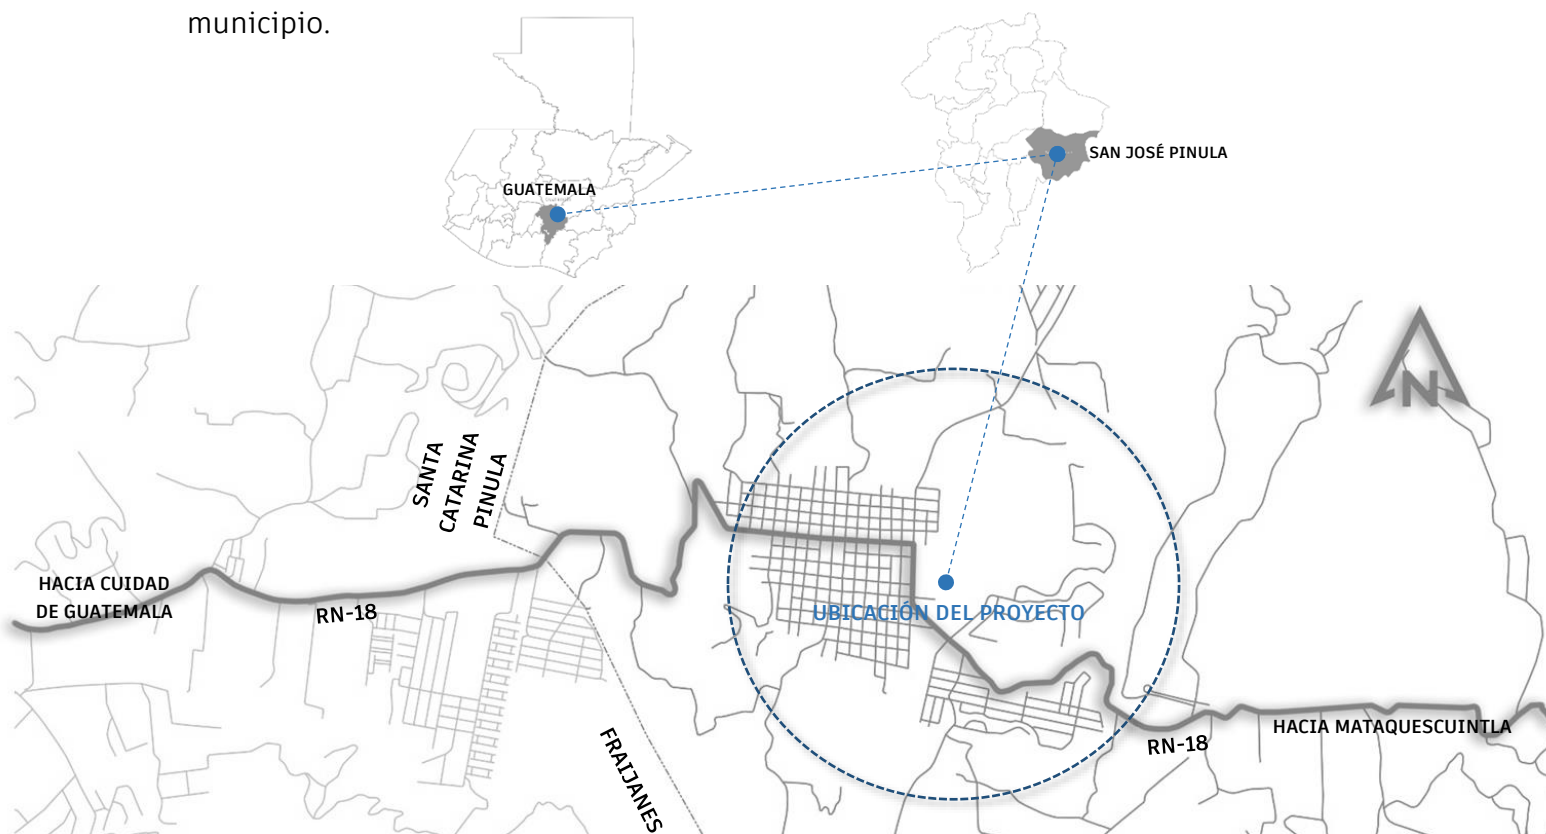 municipio.
GUATEMALA
SAN JOSÉ PINULA
N
SANTA
CATARINA
PINULA
HACIA CUIDAD
DE GUATEMALA
RN-18
UBICACIÓN DEL PROYECTO
FRAIJANES
RN-18
HACIA MATAQUESCUINTLA